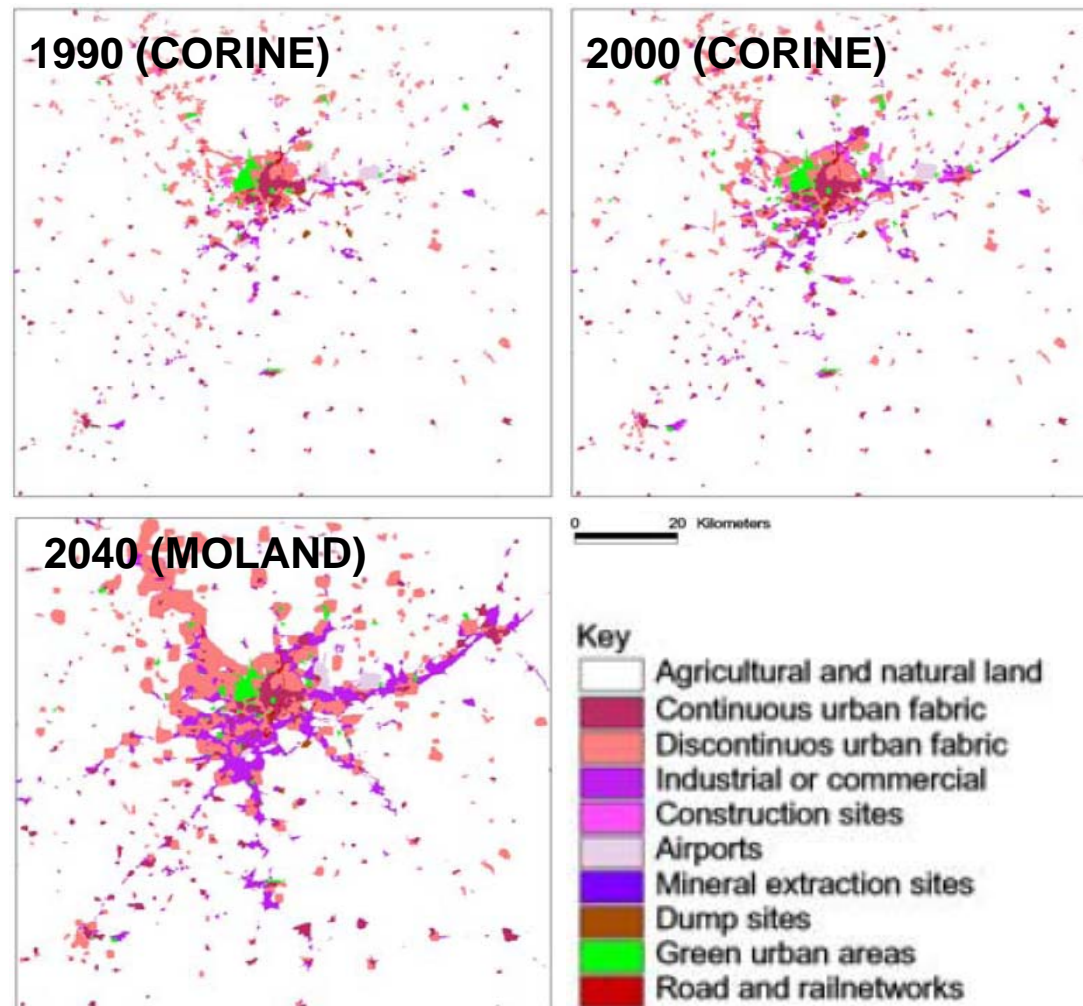 1990 (CORINE)
2000 (CORINE)
2040 (MOLAND)
0 20 Kilometers
Key
Agricultural and natural land
Continuous urban fabric
Discontinuos urban fabric
Industrial or commercial
Construction sites
Airports
Mineral extraction sites
Dump sites
Green urban areas
Road and railnetworks